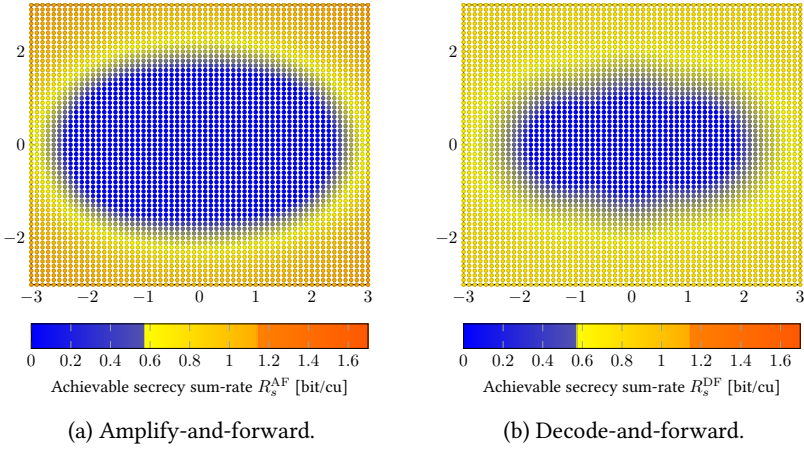 2
0
−2
−3 −2 −1 0 1 2 3
0 0.2 0.4 0.6 0.8 1 1.2 1.4 1.6
Achievable secrecy sum-rate R_s^AF [bit/cu]
(a) Amplify-and-forward.
2
0
−2
−3 −2 −1 0 1 2 3
0 0.2 0.4 0.6 0.8 1 1.2 1.4 1.6
Achievable secrecy sum-rate R_s^DF [bit/cu]
(b) Decode-and-forward.